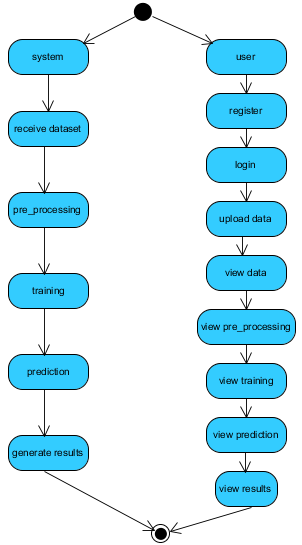 system
receive dataset
pre_processing
training
prediction
generate results
user
register
login
upload data
view data
view pre_processing
view training
view prediction
view results